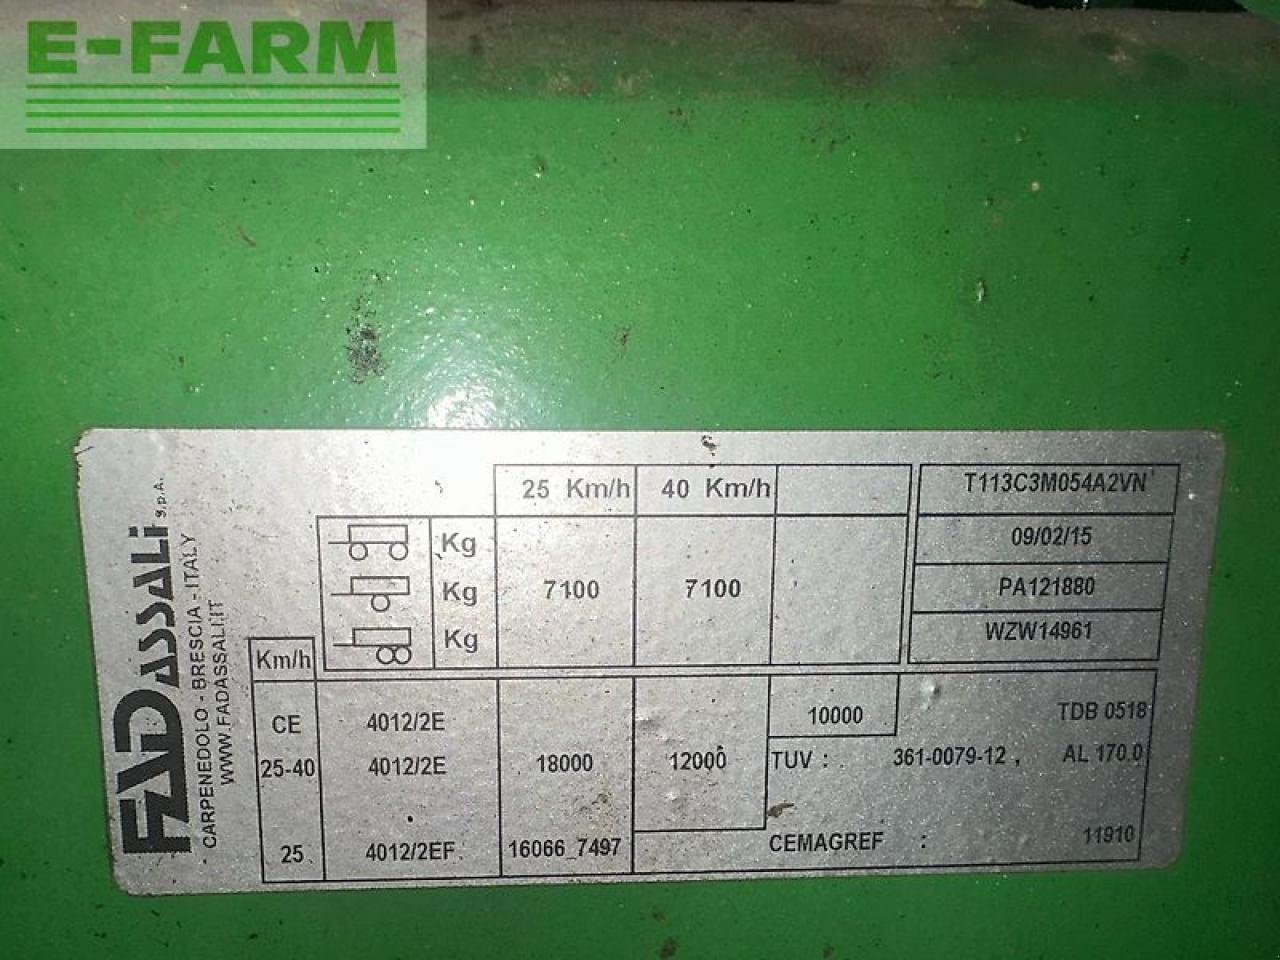 E-FARM
FADASSALi S.p.A.
CARPENEDOLO - BRESCIA - ITALY
WWW.FADASSALI.IT
25 Km/h 40 Km/h T113C3M054A2VN
Kg 09/02/15
Kg 7100 7100 PA121880
Kg WZW14961
Km/h
CE 4012/2E 10000 TDB 0518
25-40 4012/2E 18000 12000 TUV : 361-0079-12 , AL 170.0
25 4012/2EF 16066_7497 CEMAGREF : 11910